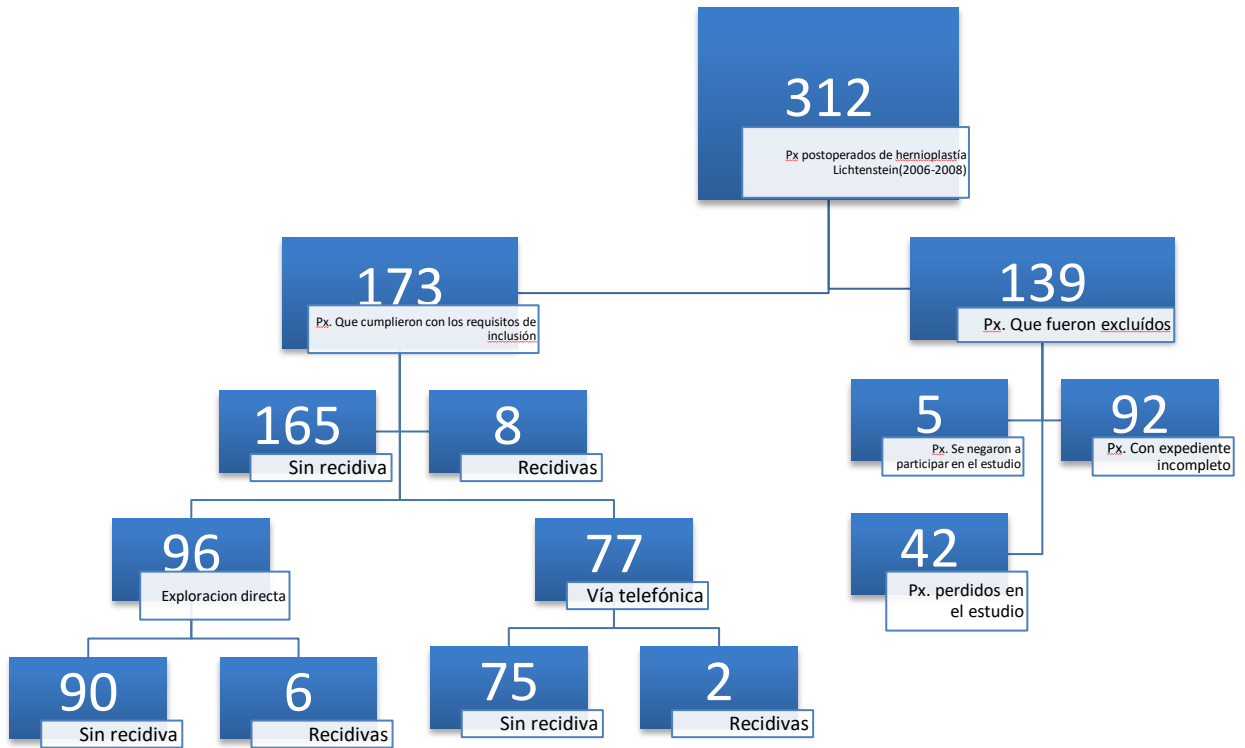 312
Px postoperados de hernioplastía
Lichtenstein(2006-2008)
173
Px. Que cumplieron con los requisitos de
inclusión
139
Px. Que fueron excluídos
165
Sin recidiva
8
Recidivas
5
Px. Se negaron a
participar en el estudio
92
Px. Con expediente
incompleto
96
Exploracion directa
77
Vía telefónica
42
Px. perdidos en
el estudio
90
Sin recidiva
6
Recidivas
75
Sin recidiva
2
Recidivas